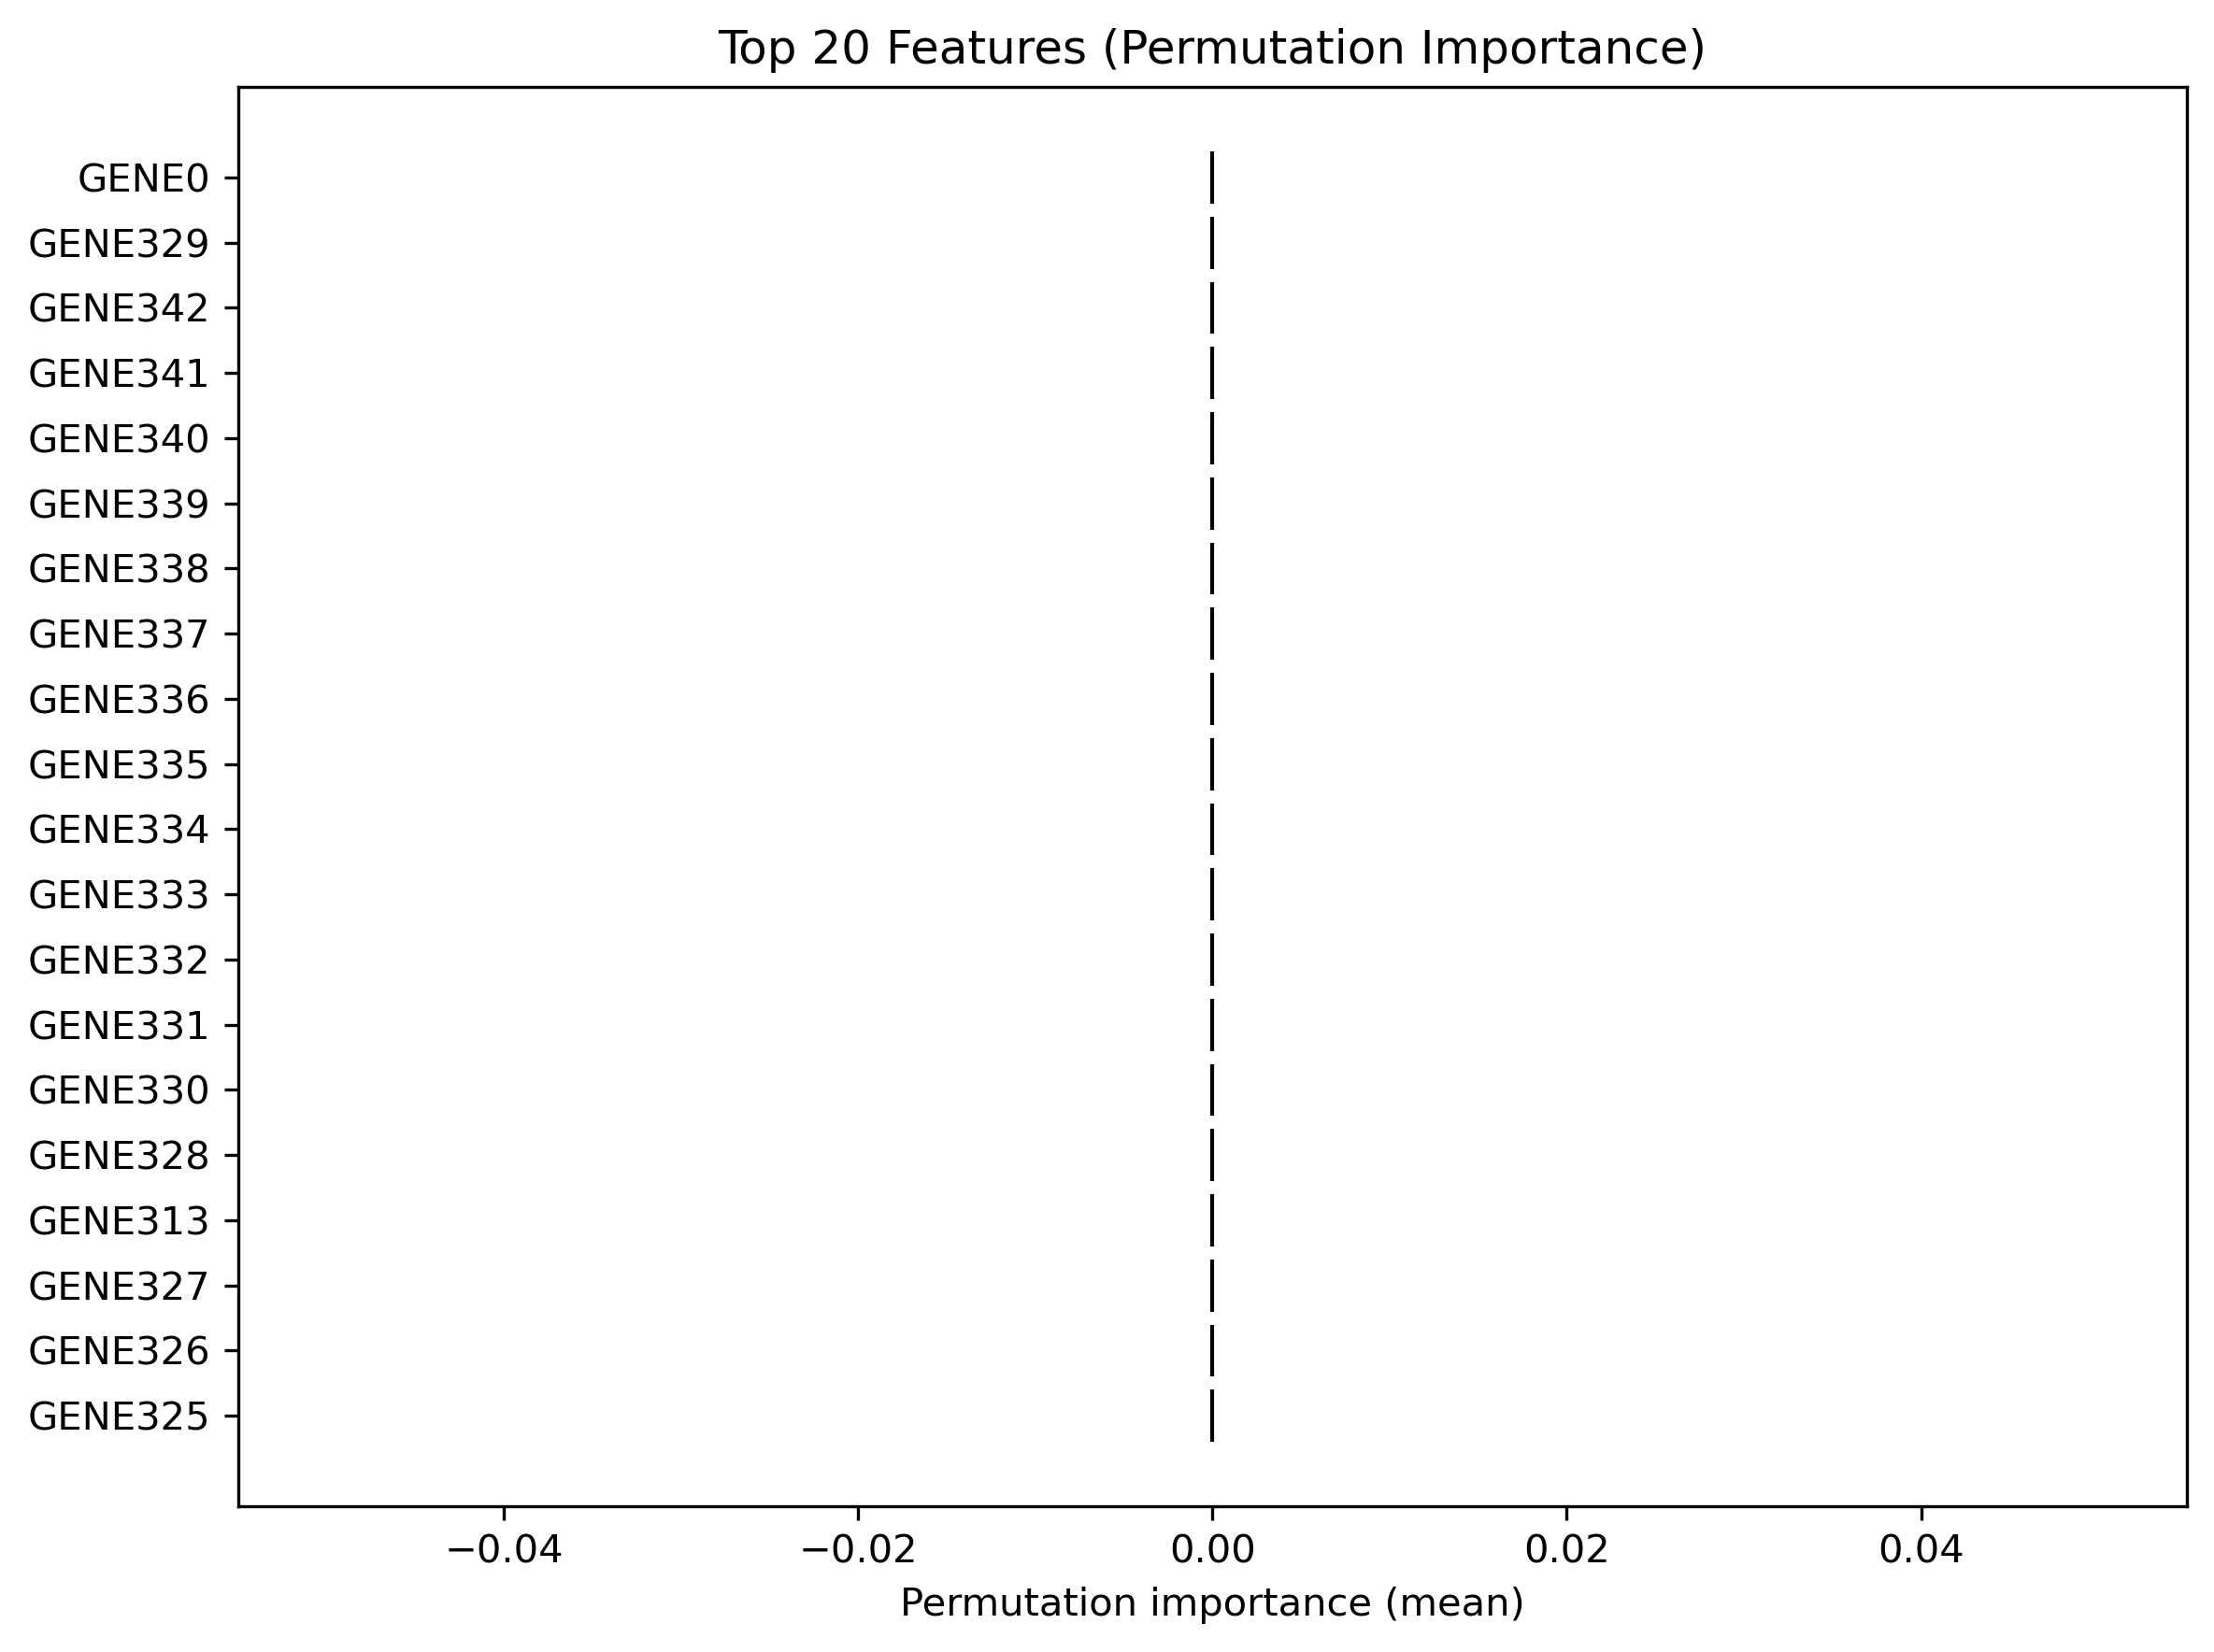 Top 20 Features (Permutation Importance)
GENE0
GENE329
GENE342
GENE341
GENE340
GENE339
GENE338
GENE337
GENE336
GENE335
GENE334
GENE333
GENE332
GENE331
GENE330
GENE328
GENE313
GENE327
GENE326
GENE325
−0.04 −0.02 0.00 0.02 0.04
Permutation importance (mean)